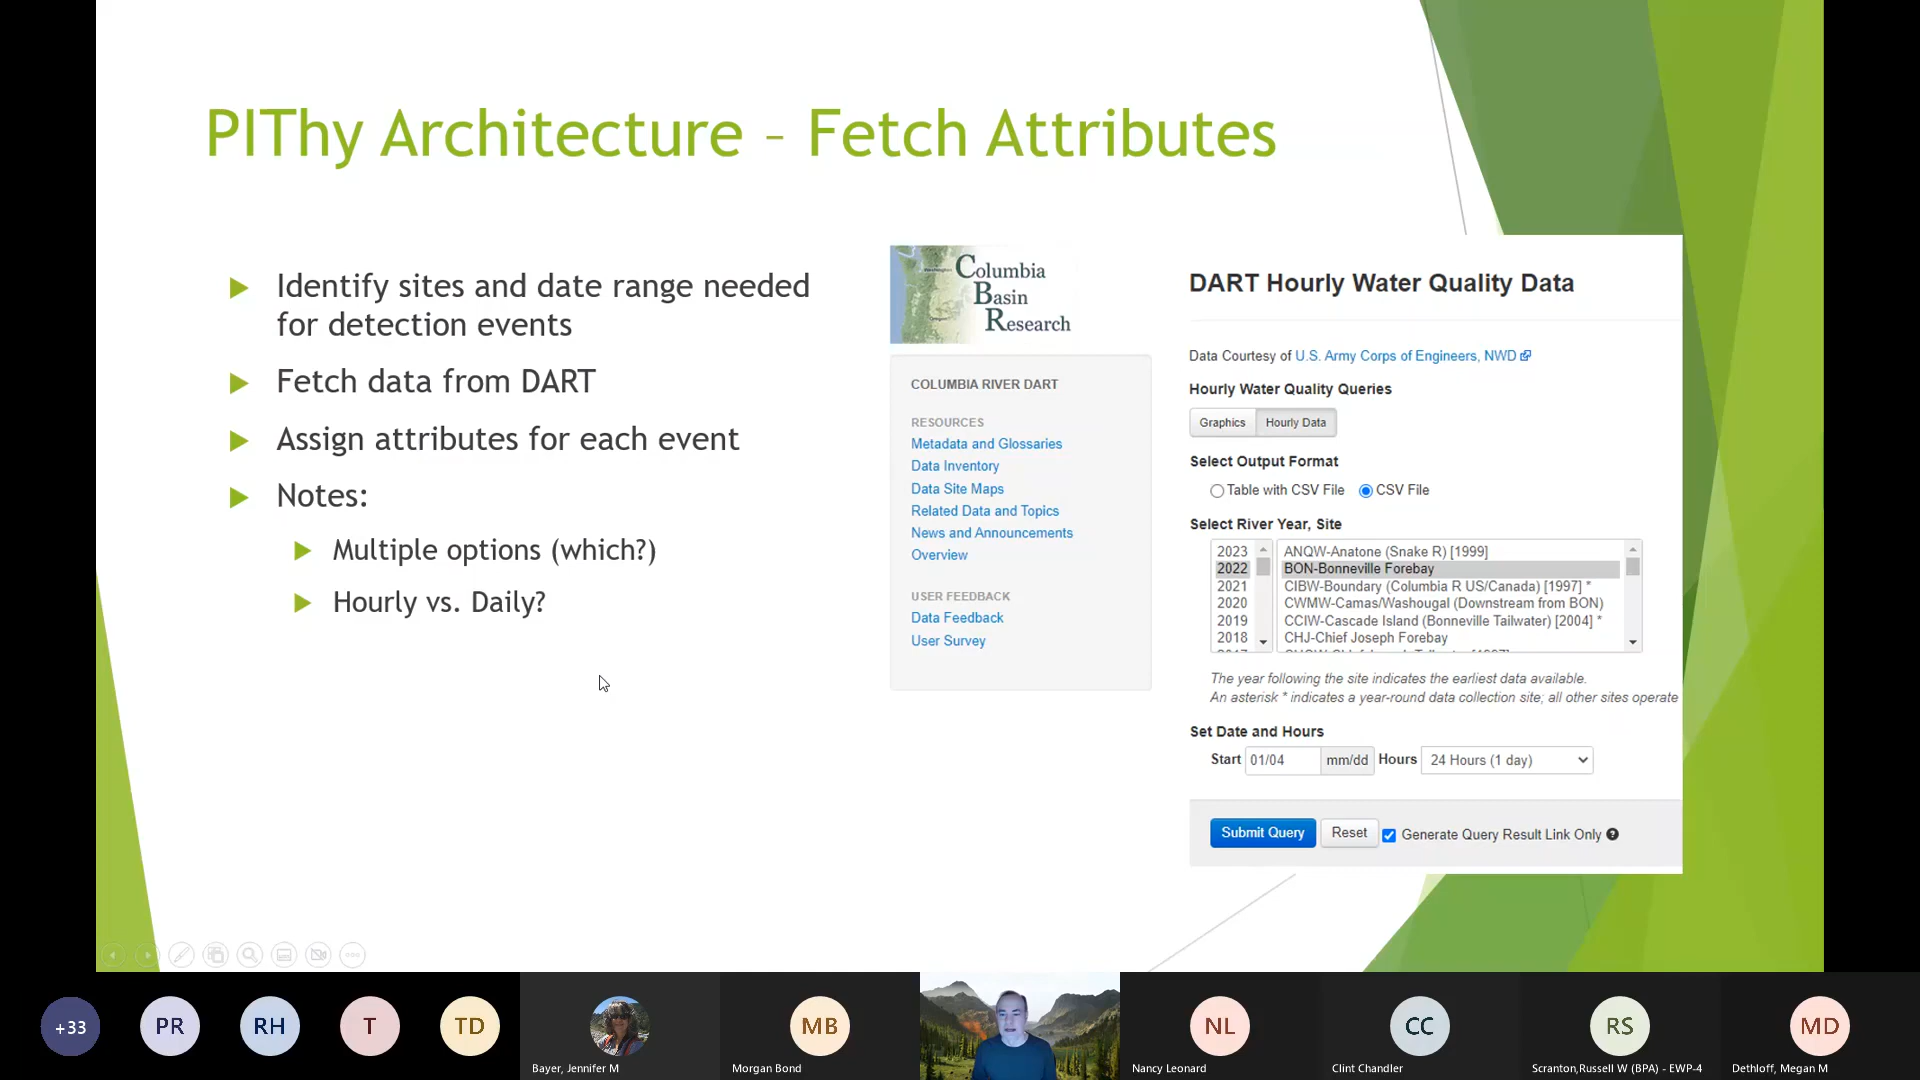 PIThy Architecture – Fetch Attributes
Identify sites and date range needed
for detection events
Fetch data from DART
Assign attributes for each event
Notes:
Multiple options (which?)
Hourly vs. Daily?
Columbia
Basin
Research
COLUMBIA RIVER DART
RESOURCES
Metadata and Glossaries
Data Inventory
Data Site Maps
Related Data and Topics
News and Announcements
Overview
USER FEEDBACK
Data Feedback
User Survey
DART Hourly Water Quality Data
Data Courtesy of U.S. Army Corps of Engineers, NWD
Hourly Water Quality Queries
Graphics Hourly Data
Select Output Format
Table with CSV File CSV File
Select River Year, Site
2023 ANQW-Anatone (Snake R) [1999]
2022 BON-Bonneville Forebay
2021 CIBW-Boundary (Columbia R US/Canada) [1997] *
2020 CWMW-Camas/Washougal (Downstream from BON)
2019 CCIW-Cascade Island (Bonneville Tailwater) [2004] *
2018 CHJ-Chief Joseph Forebay
The year following the site indicates the earliest data available.
An asterisk * indicates a year-round data collection site; all other sites operate
Set Date and Hours
Start 01/04 mm/dd Hours 24 Hours (1 day)
Submit Query Reset Generate Query Result Link Only
+33 PR RH T TD MB NL CC RS MD
Bayer, Jennifer M Morgan Bond Nancy Leonard Clint Chandler Scranton,Russell W (BPA) - EWP-4 Dethloff, Megan M